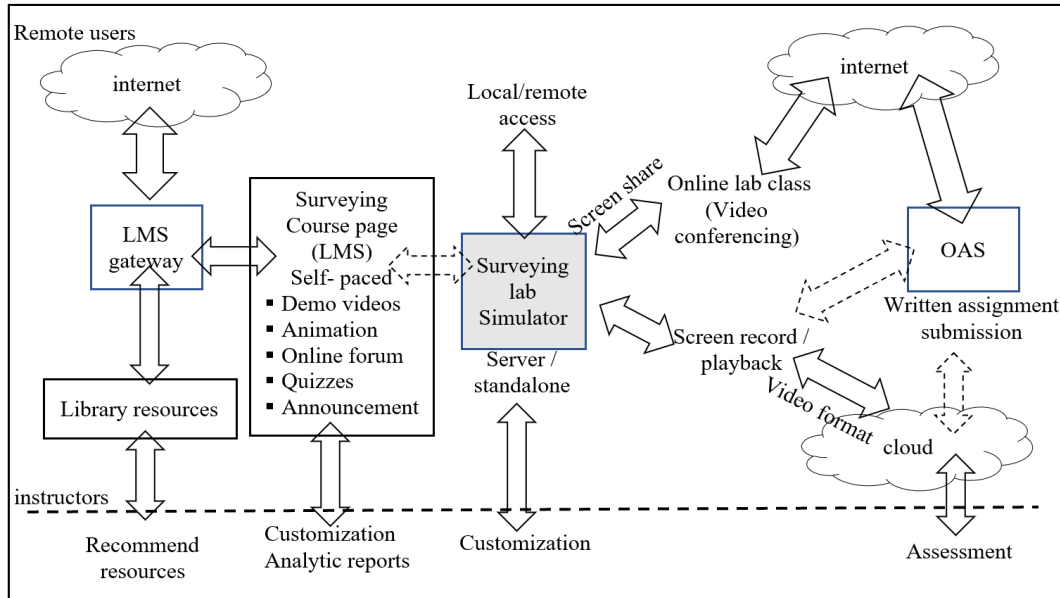 Remote users
internet
LMS
gateway
Library resources
Surveying
Course page
(LMS)
Self- paced
▪ Demo videos
▪ Animation
▪ Online forum
▪ Quizzes
▪ Announcement
Local/remote
access
Surveying
lab
Simulator
Server /
standalone
Screen share
Online lab class
(Video
conferencing)
internet
OAS
Written assignment
submission
Screen record /
playback
Video format
cloud
instructors
Recommend
resources
Customization
Analytic reports
Customization
Assessment